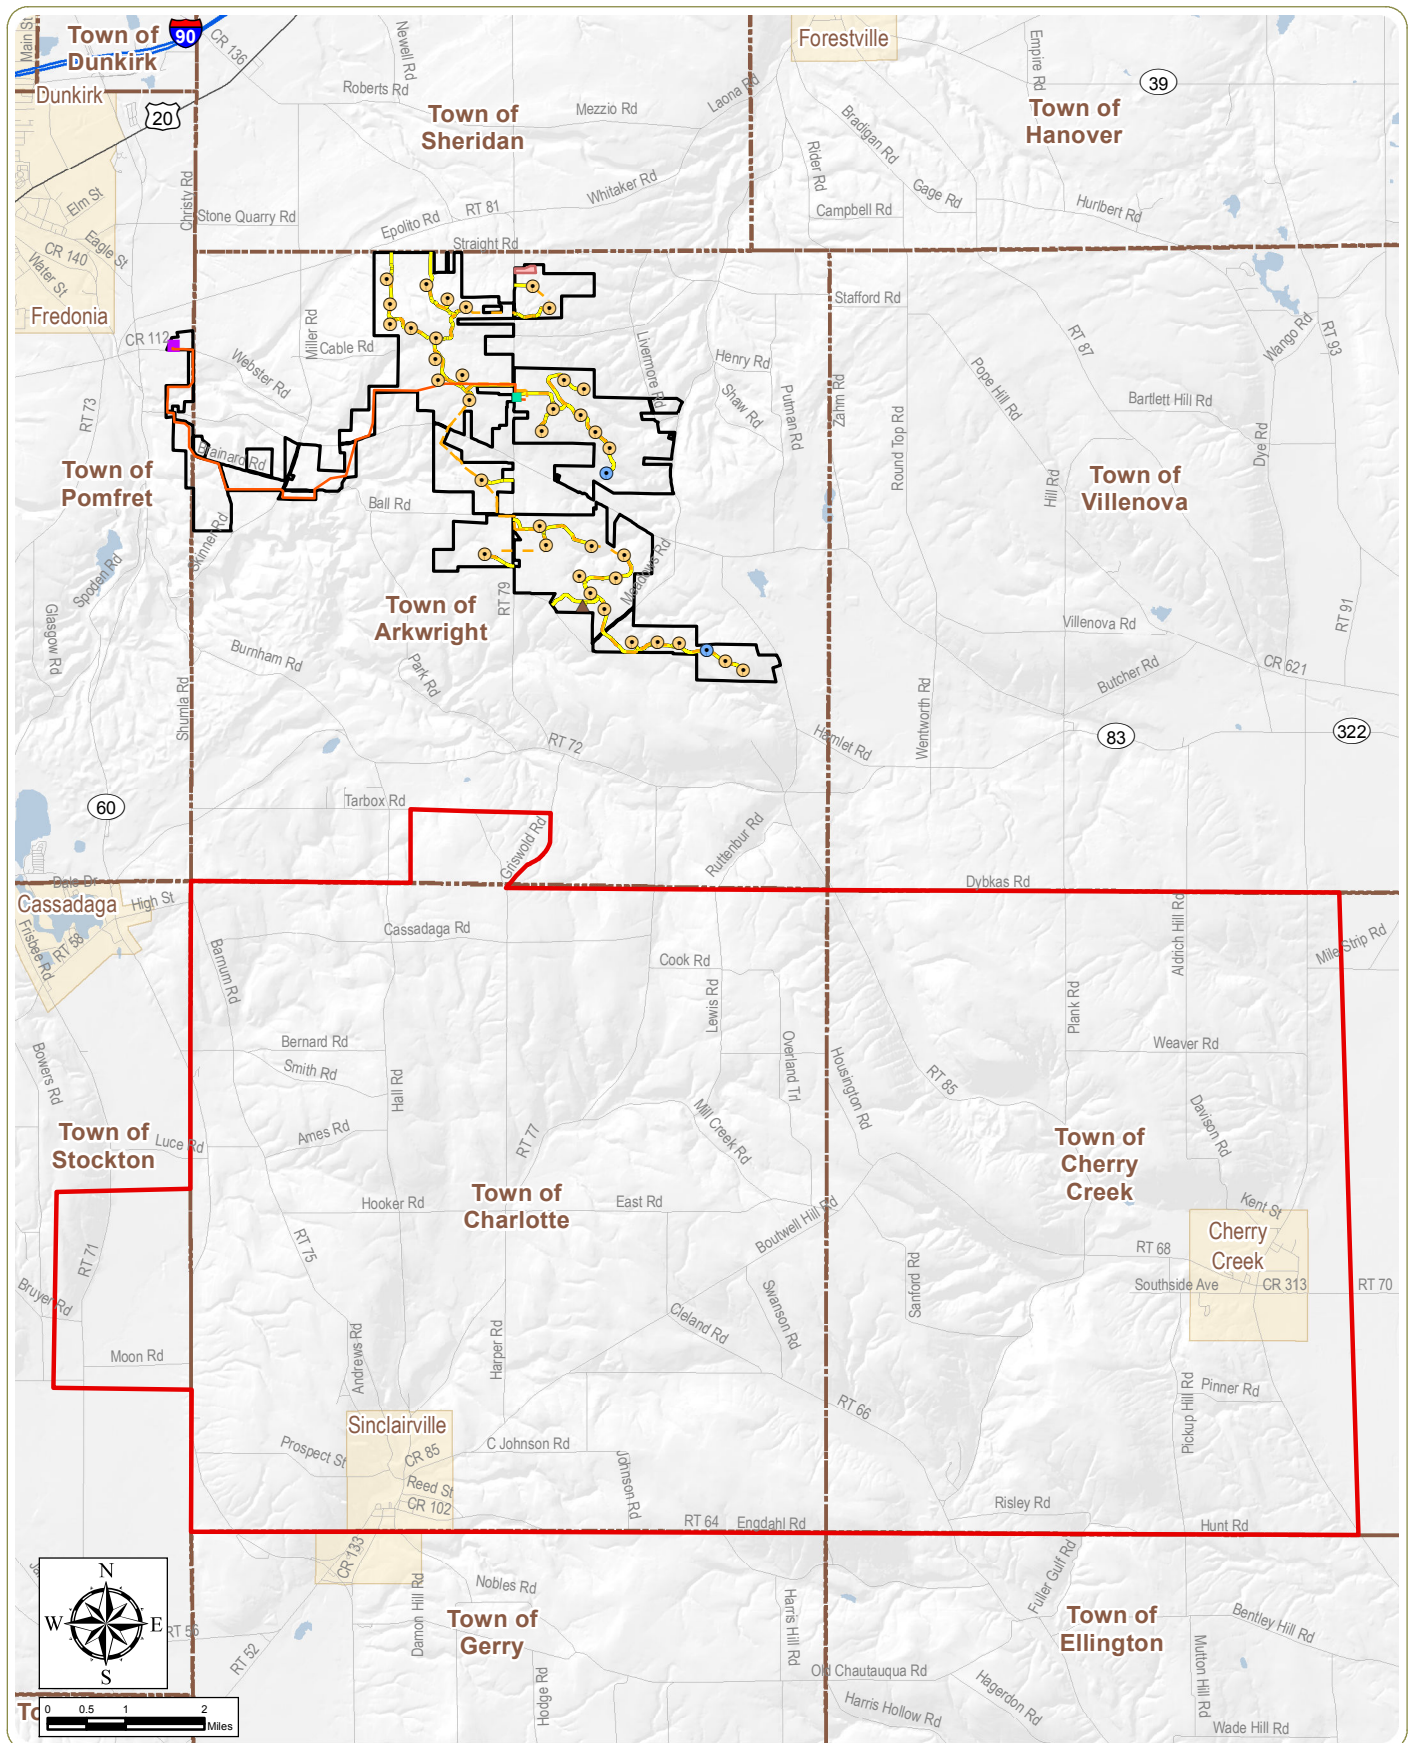 Main St
Town of
Dunkirk
90
CR 136
Newell Rd
Forestville
Empire Rd
39
Dunkirk
20
Roberts Rd
Town of
Sheridan
Mezzio Rd
Laona Rd
Bradigan Rd
Town of
Hanover
Rider Rd
Christy Rd
Elm St
Stone Quarry Rd
Epolito Rd
RT 81
Whitaker Rd
Campbell Rd
Gage Rd
Hurlbert Rd
CR 140
Eagle St
Water St
Straight Rd
Fredonia
Stafford Rd
CR 112
Miller Rd
Cable Rd
Webster Rd
Livermore Rd
Henry Rd
RT 87
Wango Rd
RT 93
Shaw Rd
Putman Rd
Zahm Rd
Pope Hill Rd
Bartlett Hill Rd
RT 73
Round Top Rd
Dye Rd
Brainard Rd
Town of
Pomfret
Ball Rd
Hill Rd
Town of
Villenova
Skinner Rd
Spoden Rd
Meadows Rd
Glasgow Rd
Town of
Arkwright
RT 79
Villenova Rd
RT 91
Burnham Rd
Park Rd
Butcher Rd
CR 621
Shumla Rd
RT 72
Hamlet Rd
Wentworth Rd
83
322
60
Tarbox Rd
Griswold Rd
Ruttenbur Rd
Dale Dr
Dybkas Rd
Cassadaga
High St
Frisbee Rd
RT 58
Cassadaga Rd
Barnum Rd
Cook Rd
Lewis Rd
Aldrich Hill Rd
Mile Strip Rd
Plank Rd
Bernard Rd
Smith Rd
Hall Rd
Overland Trl
Housington Rd
RT 85
Weaver Rd
Bowers Rd
Davison Rd
Town of
Stockton
Luce Rd
Ames Rd
RT 77
Mill Creek Rd
Town of
Cherry
Creek
Hooker Rd
Town of
Charlotte
East Rd
Boutwell Hill Rd
Kent St
Cherry
Creek
RT 71
RT 75
RT 68
Bruyer Rd
Sanford Rd
Southside Ave
CR 313
RT 70
Swanson Rd
Cleland Rd
Moon Rd
Andrews Rd
Harper Rd
Pinner Rd
Pickup Hill Rd
RT 66
Sinclairville
Prospect St
CR 85
C Johnson Rd
Johnson Rd
Reed St
CR 102
Risley Rd
RT 64
Engdahl Rd
Hunt Rd
CR 133
Fuller Gulf Rd
Nobles Rd
Damon Hill Rd
Town of
Gerry
Harris Hill Rd
Town of
Ellington
Bentley Hill Rd
N
W
E
S
RT 56
RT 52
Mutton Hill Rd
Old Chautauqua Rd
Hagerdon Rd
Hodge Rd
Harris Hollow Rd
Wade Hill Rd
0 0.5 1 2
Miles